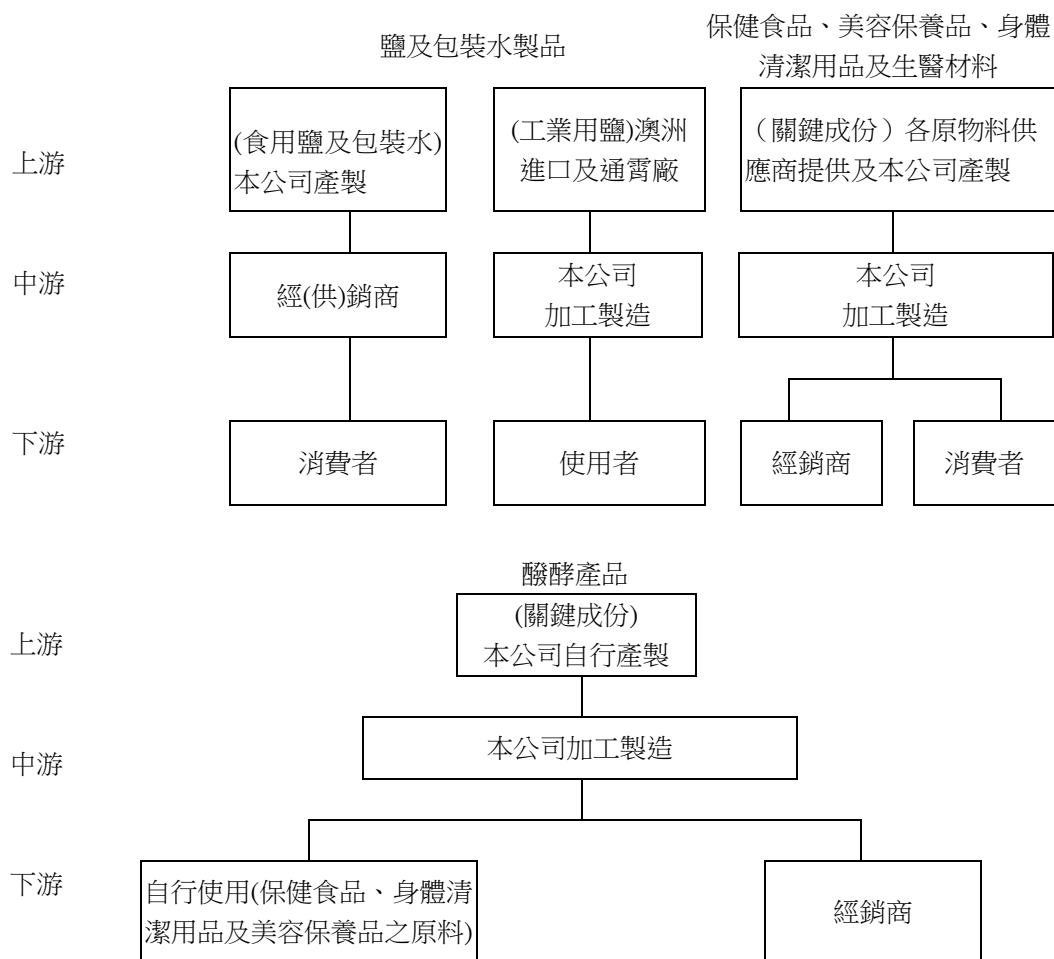 鹽及包裝水製品
保健食品、美容保養品、身體
清潔用品及生醫材料
上游
(食用鹽及包裝水)
本公司產製
(工業用鹽)澳洲
進口及通霄廠
（關鍵成份）各原物料供
應商提供及本公司產製
中游
經(供)銷商
本公司
加工製造
本公司
加工製造
下游
消費者
使用者
經銷商
消費者
醱酵產品
上游
(關鍵成份)
本公司自行產製
中游
本公司加工製造
下游
自行使用(保健食品、身體清
潔用品及美容保養品之原料)
經銷商